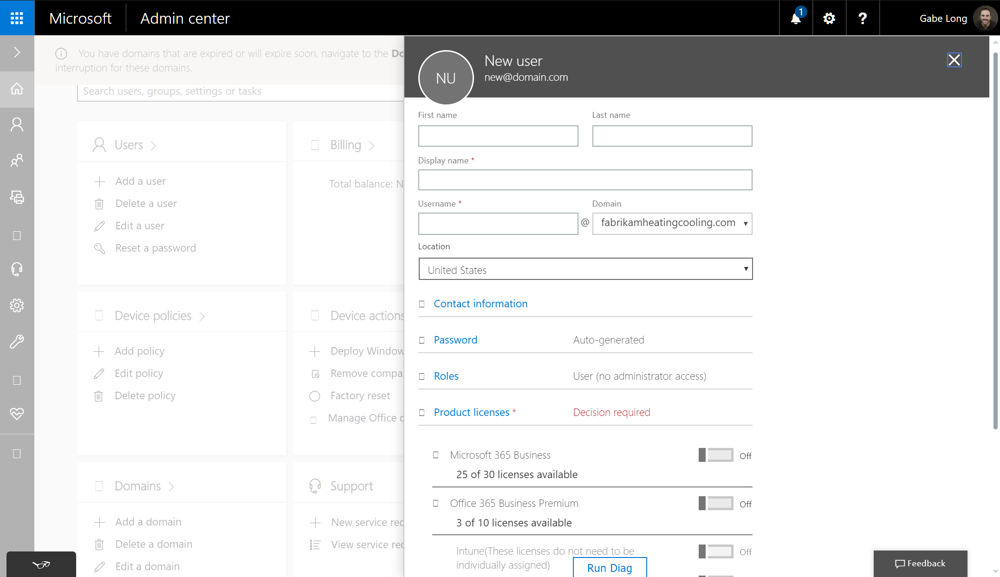 Microsoft
Admin center
1
?
Gabe Long
You have domains that are expired or will expire soon, navigate to the Do
interruption for these domains.
Search users, groups, settings or tasks
Users
Add a user
Delete a user
Edit a user
Reset a password
Billing
Total balance: N
Device policies
Add policy
Edit policy
Delete policy
Device actions
Deploy Window
Remove compa
Factory reset
Manage Office
Domains
Add a domain
Delete a domain
Edit a domain
Support
New service rec
View service rec
NU
New user
new@domain.com
First name
Last name
Display name *
Username *
Domain
@
fabrikamheatingcooling.com
Location
United States
Contact information
Password
Auto-generated
Roles
User (no administrator access)
Product licenses *
Decision required
Microsoft 365 Business
Off
25 of 30 licenses available
Office 365 Business Premium
Off
3 of 10 licenses available
Intune(These licenses do not need to be
individually assigned)
Off
Run Diag
Feedback